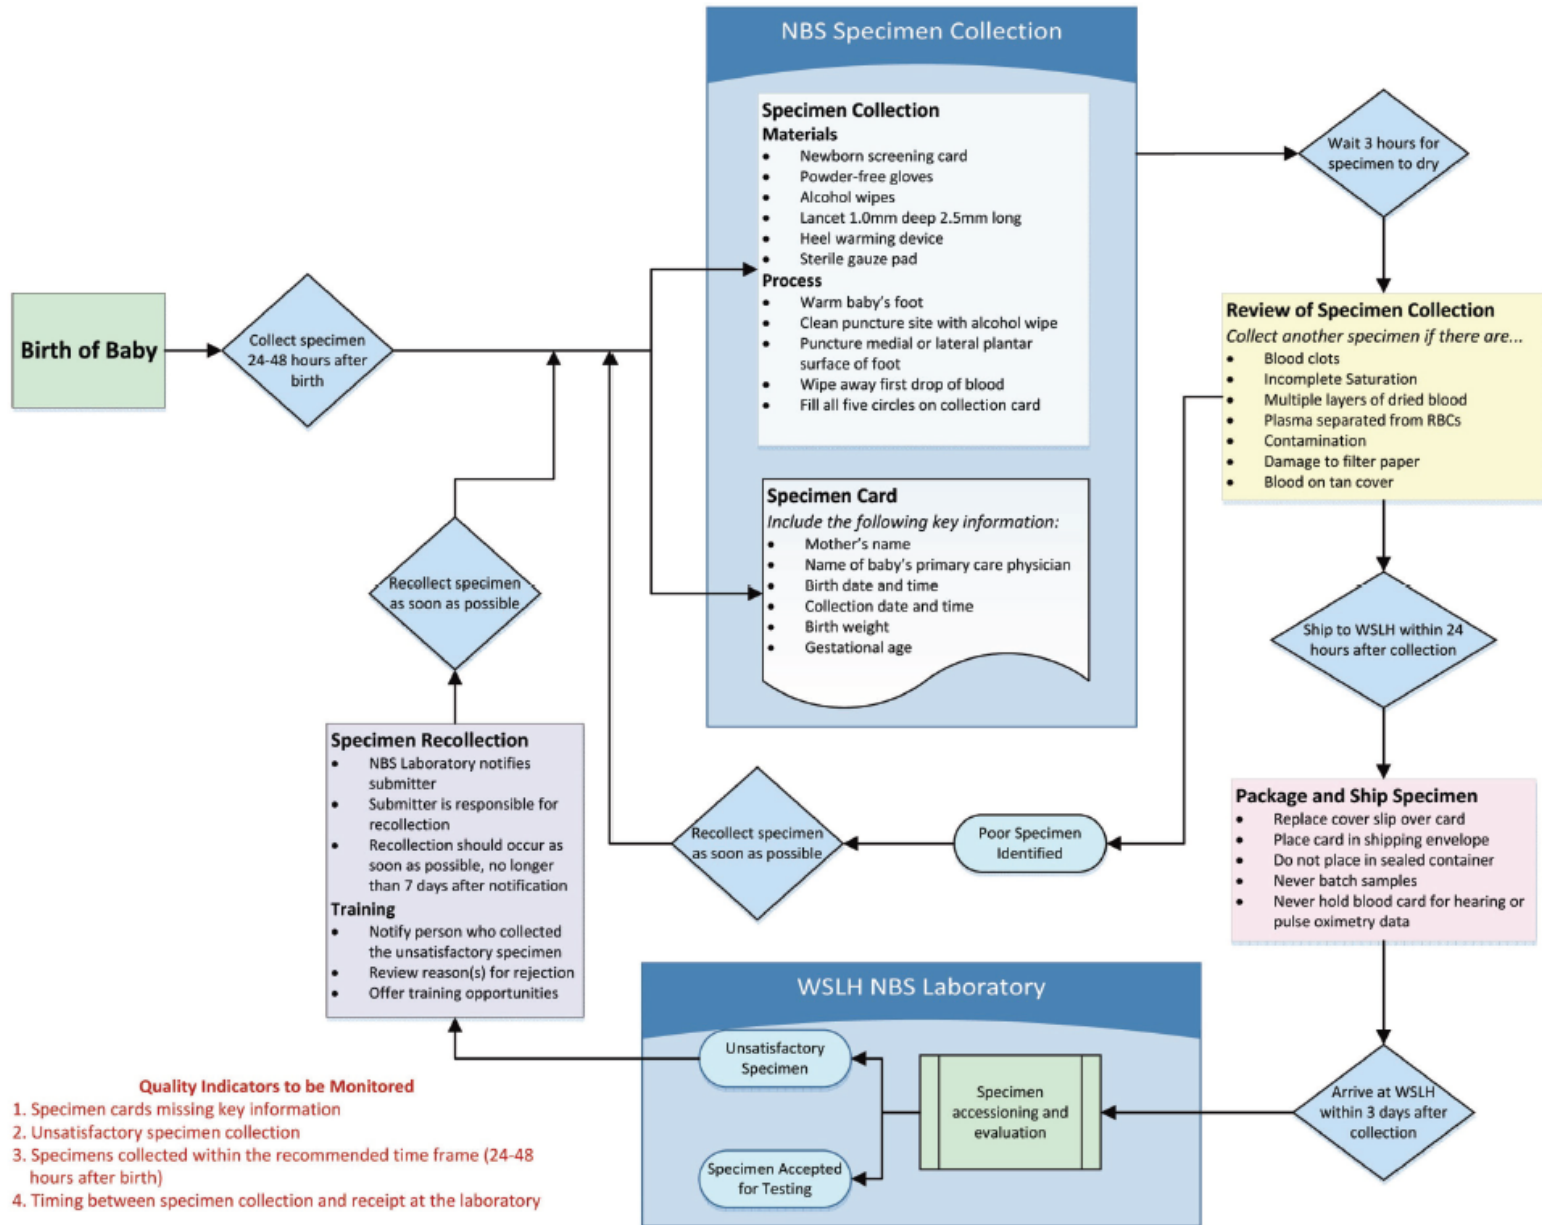 NBS Specimen Collection
Specimen Collection
Materials
• Newborn screening card
• Powder-free gloves
• Alcohol wipes
• Lancet 1.0mm deep 2.5mm long
• Heel warming device
• Sterile gauze pad
Process
• Warm baby's foot
• Clean puncture site with alcohol wipe
• Puncture medial or lateral plantar
surface of foot
• Wipe away first drop of blood
• Fill all five circles on collection card
Specimen Card
Include the following key information:
• Mother's name
• Name of baby's primary care physician
• Birth date and time
• Collection date and time
• Birth weight
• Gestational age
Birth of Baby
Collect specimen
24-48 hours after
birth
Wait 3 hours for
specimen to dry
Review of Specimen Collection
Collect another specimen if there are...
• Blood clots
• Incomplete Saturation
• Multiple layers of dried blood
• Plasma separated from RBCs
• Contamination
• Damage to filter paper
• Blood on tan cover
Ship to WSLH within 24
hours after collection
Package and Ship Specimen
• Replace cover slip over card
• Place card in shipping envelope
• Do not place in sealed container
• Never batch samples
• Never hold blood card for hearing or
pulse oximetry data
Arrive at WSLH
within 3 days after
collection
Poor Specimen
Identified
Recollect specimen
as soon as possible
WSLH NBS Laboratory
Specimen
accessioning and
evaluation
Unsatisfactory
Specimen
Specimen Accepted
for Testing
Specimen Recollection
• NBS Laboratory notifies
submitter
• Submitter is responsible for
recollection
• Recollection should occur as
soon as possible, no longer
than 7 days after notification
Training
• Notify person who collected
the unsatisfactory specimen
• Review reason(s) for rejection
• Offer training opportunities
Recollect specimen
as soon as possible
Quality Indicators to be Monitored
1. Specimen cards missing key information
2. Unsatisfactory specimen collection
3. Specimens collected within the recommended time frame (24-48
hours after birth)
4. Timing between specimen collection and receipt at the laboratory